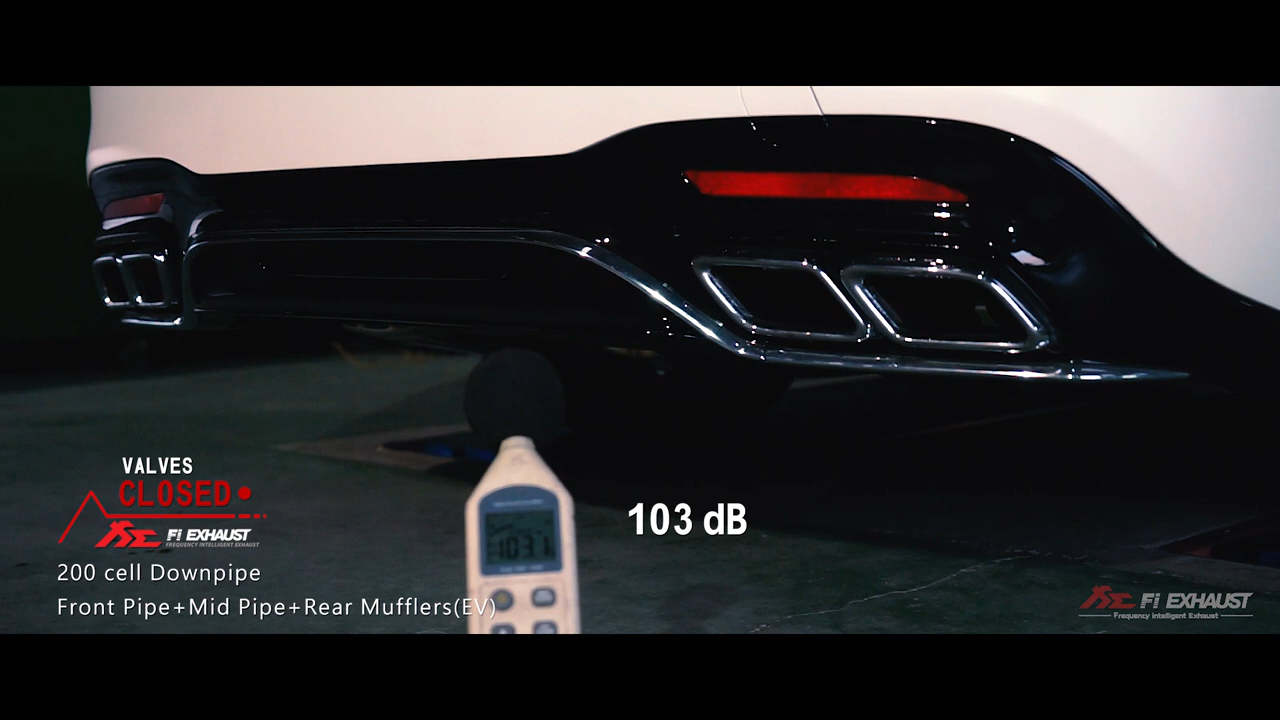 VALVES
CLOSED
Fi EXHAUST
FREQUENCY INTELLIGENT EXHAUST
200 cell Downpipe
Front Pipe+Mid Pipe+Rear Mufflers(EV)
103.1
103 dB
Fi EXHAUST
Frequency Intelligent Exhaust